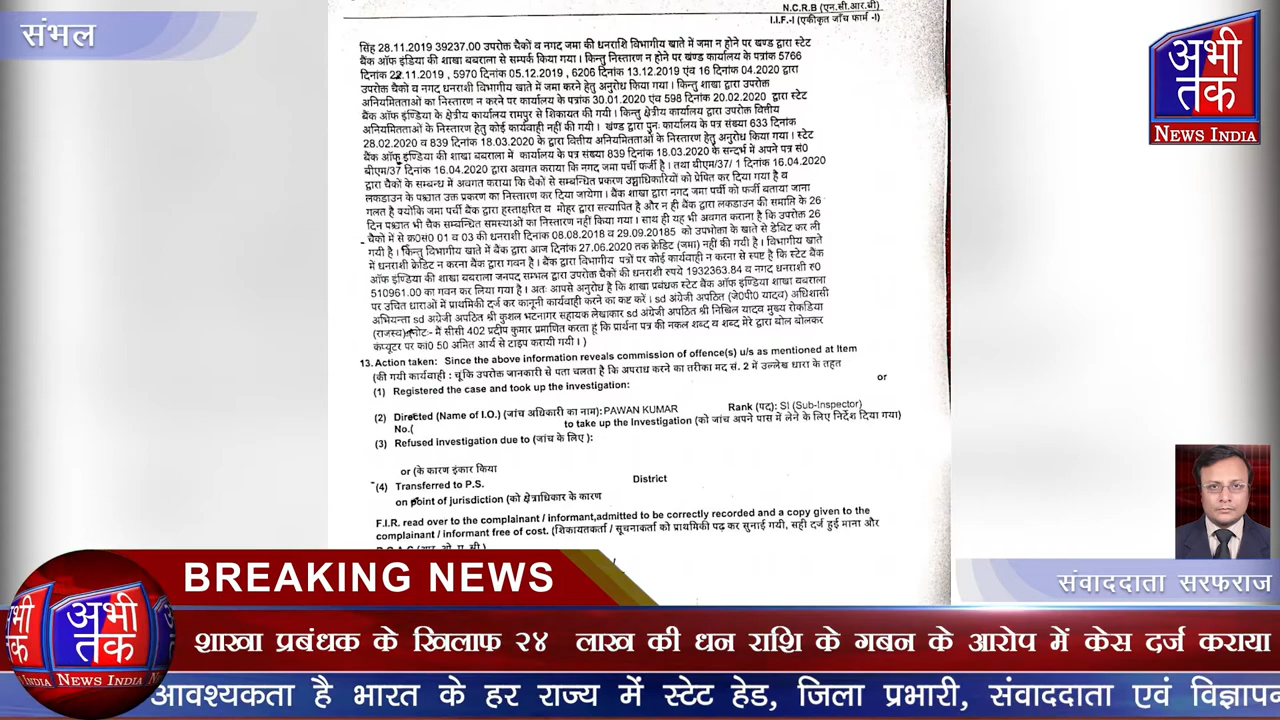 संभल
N.C.R.B (एन.सी.आर.बी)
I.I.F.-I (एकीकृत जाँच फार्म -I)
सिंह 28.11.2019 39237.00 उपरोक्त चैकों व नगद जमा की धनराशि विभागीय खाते में जमा न होने पर खण्ड द्वारा स्टेट
बैंक ऑफ इंडिया की शाखा बबराला से सम्पर्क किया गया। किन्तु निस्तारण न होने पर खंण्ड कार्यालय के पत्रांक 5766
दिनांक 22.11.2019 , 5970 दिनांक 05.12.2019 , 6206 दिनांक 13.12.2019 एंव 16 दिनांक 04.2020 द्वारा
उपरोक्त चैको व नगद धनराशी विभागीय खाते में जमा करने हेतु अनुरोध किया गया । किन्तु शाखा द्वारा उपरोक्त
अनियमितताओं का निस्तारण न करने पर कार्यालय के पत्रांक 30.01.2020 एंव 598 दिनांक 20.02.2020 द्वारा स्टेट
बैंक ऑफ इण्डिया के क्षेत्रीय कार्यालय रामपुर से शिकायत की गयी । किन्तु क्षेत्रीय कार्यालय द्वारा उपरोक्त वित्तीय
अनियमितताओं के निस्तारण हेतु कोई कार्यवाही नहीं की गयी । खंण्ड द्वारा पुनः कार्यालय के पत्र संख्या 633 दिनांक
28.02.2020 व 839 दिनांक 18.03.2020 के द्वारा वित्तीय अनियमितताओं के निस्तारण हेतु अनुरोध किया गया । स्टेट
बैंक ऑफ इण्डिया की शाखा बबराला में कार्यालय के पत्र संख्या 839 दिनांक 18.03.2020 के सन्दर्भ में अपने पत्र सं0
बीएम/37 दिनांक 16.04.2020 द्वारा अवगत कराया कि नगद जमा पर्ची फर्जी है । तथा बीएम/37/ 1 दिनांक 16.04.2020
द्वारा चैकों के सम्बन्ध में अवगत कराया कि चैकों से सम्बन्धित प्रकरण उच्चाधिकारियों को प्रेषित कर दिया गया है व
लकडाउन के पश्चात उक्त प्रकरण का निस्तारण कर दिया जायेगा । बैंक शाखा द्वारा नगद जमा पर्ची को फर्जी बताया जाना
गलत है क्योंकि जमा पर्ची बैंक द्वारा हस्ताक्षरित व मोहर द्वारा सत्यापित है और न ही बैंक द्वारा लकडाउन की समाप्ति के 26
दिन पश्चात भी चैक सम्बन्धित समस्याओं का निस्तारण नहीं किया गया । साथ ही यह भी अवगत कराना है कि उपरोक्त 26
चैको में से क्र0सं0 01 व 03 की धनराशी दिनांक 08.08.2018 व 29.09.20185 को उपभोक्ता के खाते से डेबिट कर ली
गयी है । किन्तु विभागीय खाते में बैंक द्वारा आज दिनांक 27.06.2020 तक क्रेडिट (जमा) नहीं की गयी है । विभागीय खाते
में धनराशी क्रेडिट न करना बैंक द्वारा गवन है । बैंक द्वारा विभागीय पत्रों पर कोई कार्यवाही न करना से स्पष्ट है कि स्टेट बैंक
ऑफ इण्डिया की शाखा बबराला जनपद सम्भल द्वारा उपरोक्त चैकों की धनराशी रुपये 1932363.84 व नगद धनराशी रु0
510961.00 का गवन कर लिया गया है । अतः आपसे अनुरोध है कि शाखा प्रबंधक स्टेट बैंक ऑफ इण्डिया शाखा बबराला
पर उचित धाराओं में प्राथमिकी दर्ज कर कानूनी कार्यवाही करने का कष्ट करें । sd अंग्रेजी अपठित (जे0पी0 यादव) अधिशासी
अभियन्ता sd अंग्रेजी अपठित श्री कुशल भटनागर सहायक लेखाकार sd अंग्रेजी अपठित श्री निखिल यादव मुख्य रोकडिया
(राजस्व) नोटः- मैं सीसी 402 प्रदीप कुमार प्रमाणित करता हूं कि प्रार्थना पत्र की नकल शब्द व शब्द मेरे द्वारा बोल बोलकर
कंप्यूटर पर का0 50 अमित आर्य से टाइप करायी गयी । )
13. Action taken: Since the above information reveals commission of offence(s) u/s as mentioned at Item
(की गयी कार्यवाही : चूंकि उपरोक्त जानकारी से पता चलता है कि अपराध करने का तरीका मद सं. 2 में उल्लेख धारा के तहत
(1) Registered the case and took up the investigation: or
(2) Directed (Name of I.O.) (जांच अधिकारी का नाम): PAWAN KUMAR Rank (पद): SI (Sub-Inspector)
No.( to take up the Investigation (को जांच अपने पास में लेने के लिए निर्देश दिया गया)
(3) Refused investigation due to (जांच के लिए ):
or (के कारण इंकार किया
(4) Transferred to P.S. District
on point of jurisdiction (को क्षेत्राधिकार के कारण
F.I.R. read over to the complainant / informant,admitted to be correctly recorded and a copy given to the
complainant / informant free of cost. (शिकायतकर्ता / सूचनाकर्ता को प्राथमिकी पढ़ कर सुनाई गयी, सही दर्ज हुई माना और
अभी
तक
NEWS INDIA
संवाददाता सरफराज
BREAKING NEWS
अभी
तक
NEWS INDIA
शाखा प्रबंधक के खिलाफ २४ लाख की धन राशि के गबन के आरोप में केस दर्ज कराया
आवश्यकता है भारत के हर राज्य में स्टेट हेड, जिला प्रभारी, संवाददाता एवं विज्ञापन